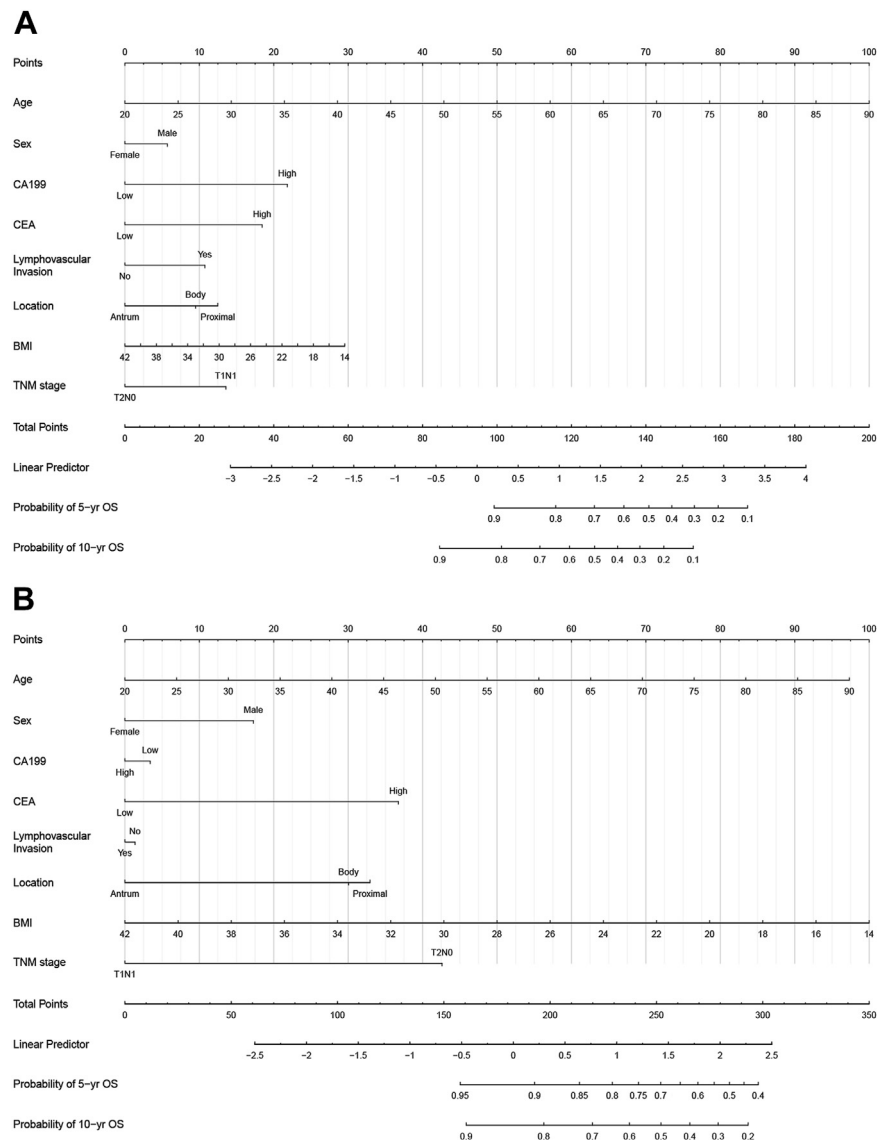 A
Points
0 10 20 30 40 50 60 70 80 90 100
Age
20 25 30 35 40 45 50 55 60 65 70 75 80 85 90
Male
Sex
Female
High
CA199
Low
High
CEA
Low
Yes
Lymphovascular
Invasion
No
Body
Location
Antrum Proximal
BMI
42 38 34 30 26 22 18 14
T1N1
TNM stage
T2N0
Total Points
0 20 40 60 80 100 120 140 160 180 200
Linear Predictor
−3 −2.5 −2 −1.5 −1 −0.5 0 0.5 1 1.5 2 2.5 3 3.5 4
Probability of 5−yr OS
0.9 0.8 0.7 0.6 0.5 0.4 0.3 0.2 0.1
Probability of 10−yr OS
0.9 0.8 0.7 0.6 0.5 0.4 0.3 0.2 0.1
B
Points
0 10 20 30 40 50 60 70 80 90 100
Age
20 25 30 35 40 45 50 55 60 65 70 75 80 85 90
Male
Sex
Female
Low
CA199
High
High
CEA
Low
No
Lymphovascular
Invasion
Yes
Body
Location
Antrum Proximal
BMI
42 40 38 36 34 32 30 28 26 24 22 20 18 16 14
T2N0
TNM stage
T1N1
Total Points
0 50 100 150 200 250 300 350
Linear Predictor
−2.5 −2 −1.5 −1 −0.5 0 0.5 1 1.5 2 2.5
Probability of 5−yr OS
0.95 0.9 0.85 0.8 0.75 0.7 0.6 0.5 0.4
Probability of 10−yr OS
0.9 0.8 0.7 0.6 0.5 0.4 0.3 0.2